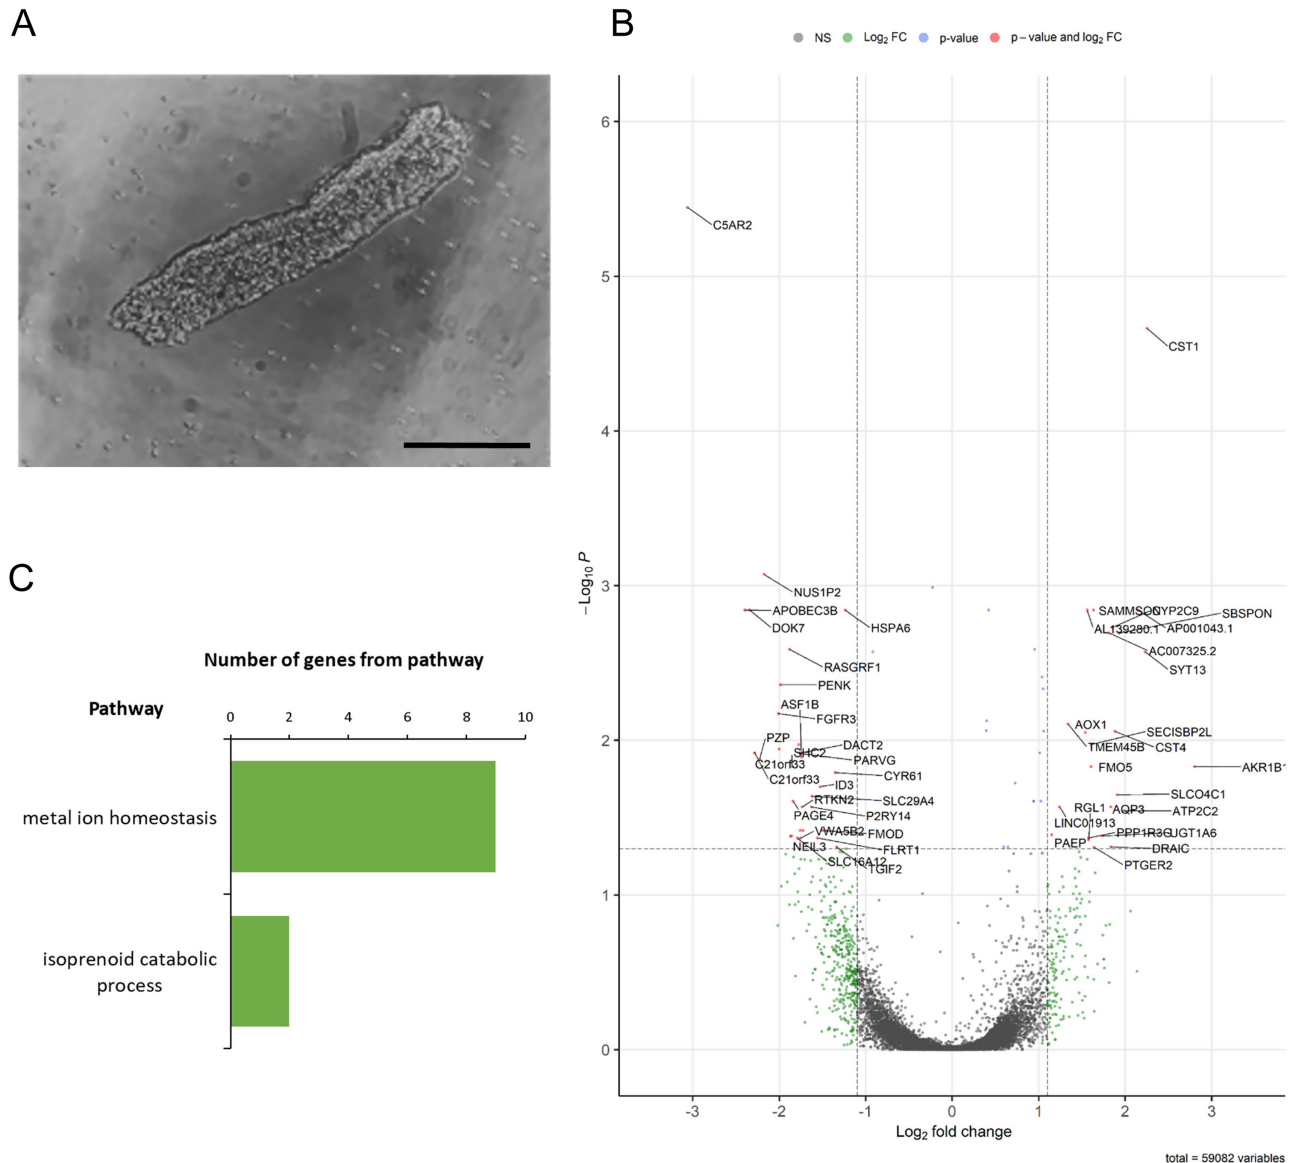 A
B
NS Log2 FC p-value p – value and log2 FC
6
5
4
3
2
1
0
–Log10 P
C5AR2
CST1
NUS1P2
APOBEC3B
DOK7
HSPA6
RASGRF1
PENK
ASF1B
FGFR3
PZP
SHC2
DACT2
PARVG
C21orf33
C21orf33
CYR61
ID3
RTKN2
SLC29A4
PAGE4
P2RY14
VWA5B2
FMOD
NEIL3
FLRT1
SLC16A12
TGIF2
SAMMSON
CYP2C9
SBSPON
AL139280.1
AP001043.1
AC007325.2
SYT13
AOX1
SECISBP2L
TMEM45B
CST4
FMO5
AKR1B
SLCO4C1
RGL1
AQP3
ATP2C2
LINC01913
PPP1R3G
UGT1A6
PAEP
DRAIC
PTGER2
-3 -2 -1 0 1 2 3
Log2 fold change
total = 59082 variables
C
Number of genes from pathway
Pathway
0 2 4 6 8 10
metal ion homeostasis
isoprenoid catabolic
process